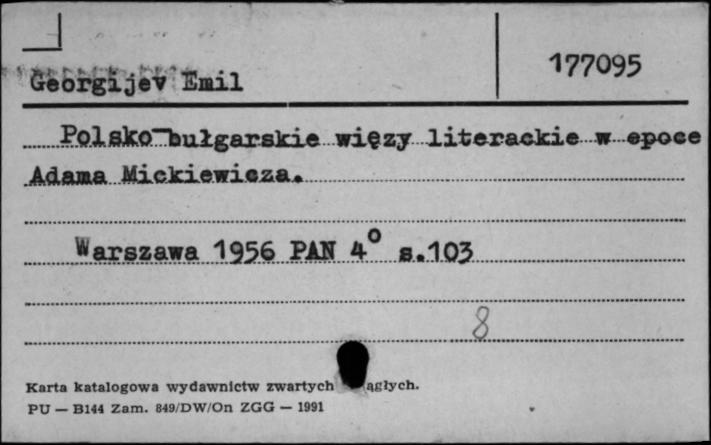 177095
Georgijev Emil
Polsko-bułgarskie więzy literackie w epoce
Adama Mickiewicza.
Warszawa 1956 PAN 4° s.103
8
Karta katalogowa wydawnictw zwartych ągłych.
PU — B144 Zam. 849/DW/On ZGG — 1991